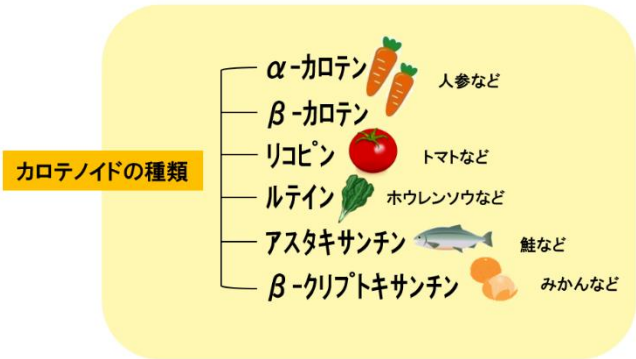 カロテノイドの種類
α-カロテン
人参など
β-カロテン
リコピン
トマトなど
ルテイン
ホウレンソウなど
アスタキサンチン
鮭など
β-クリプトキサンチン
みかんなど